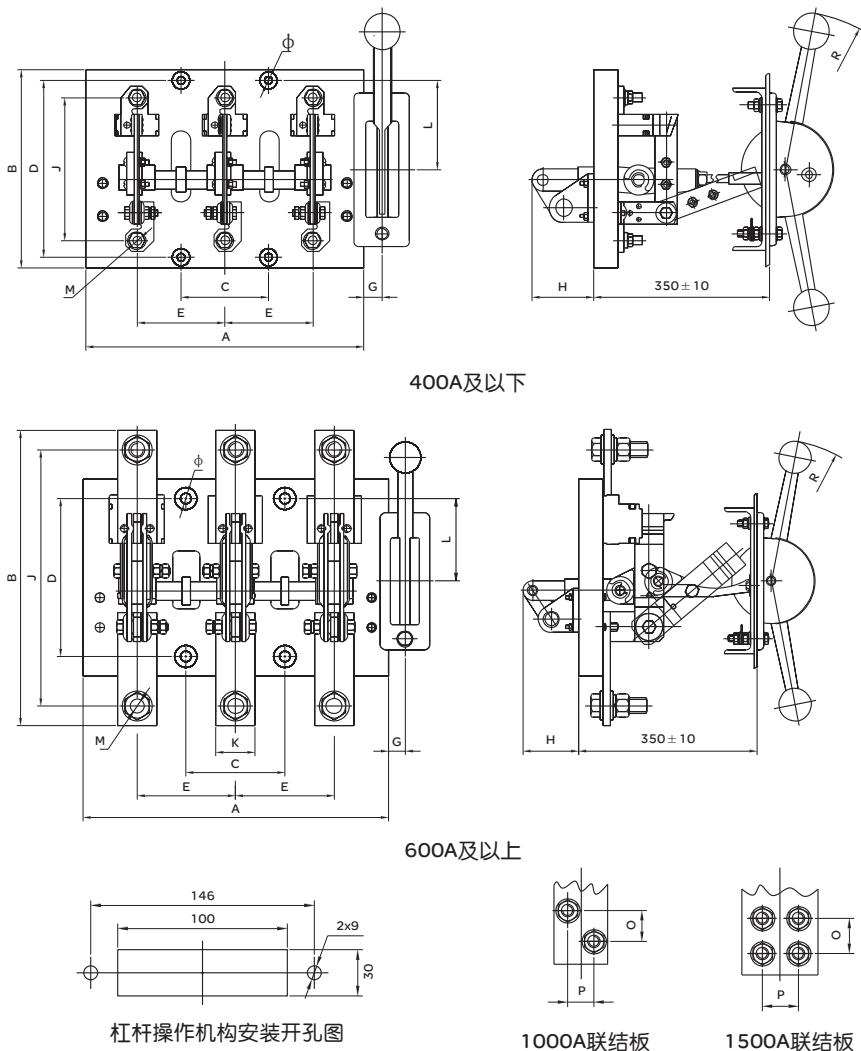 φ
R
B
D
J
L
M
C
G
E
E
A
H
350±10
400A及以下
φ
R
B
J
D
L
M
K
C
G
E
E
A
H
350±10
600A及以上
146
100
2x9
30
杠杆操作机构安装开孔图
O
P
1000A联结板
O
P
1500A联结板